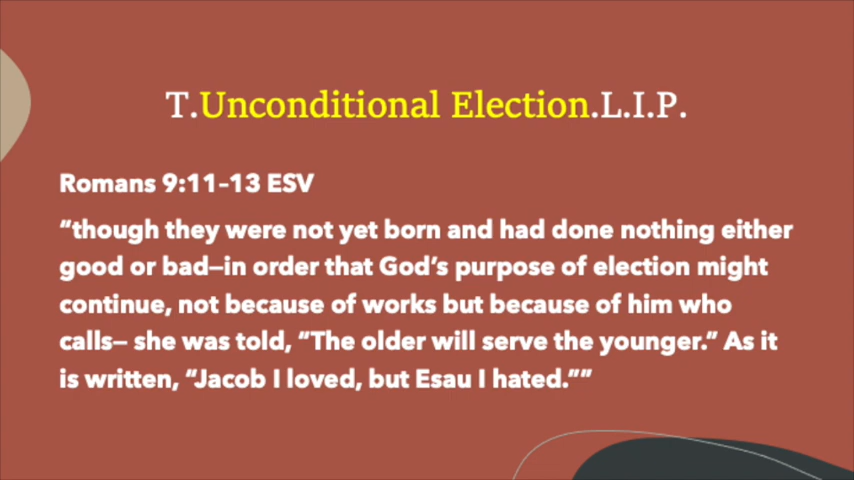 T.Unconditional Election.L.I.P.
Romans 9:11–13 ESV
“though they were not yet born and had done nothing either
good or bad—in order that God’s purpose of election might
continue, not because of works but because of him who
calls— she was told, “The older will serve the younger.” As it
is written, “Jacob I loved, but Esau I hated.””